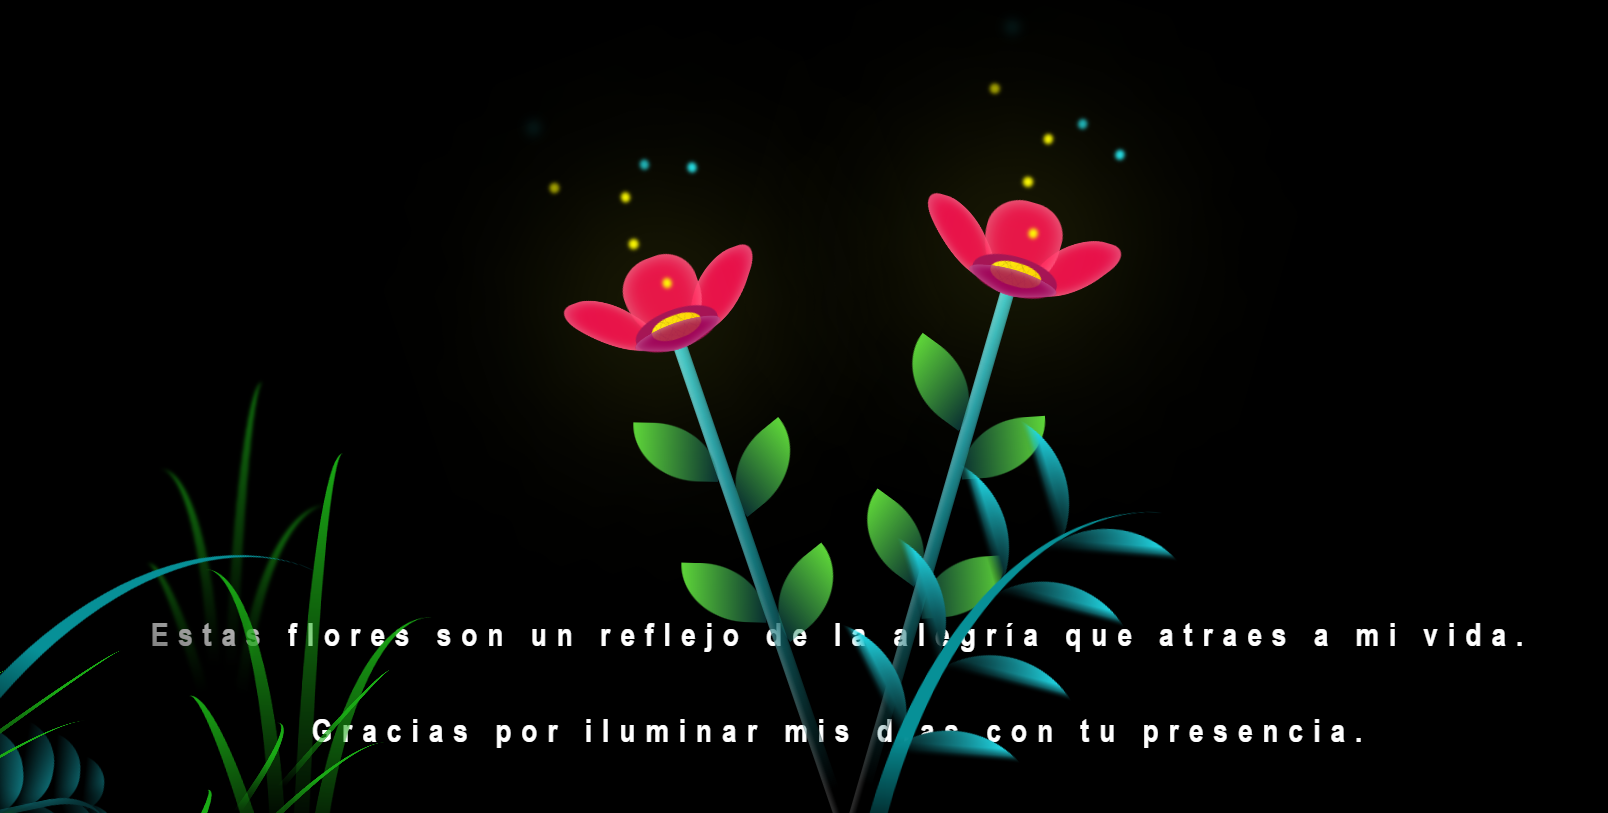 Estas flores son un reflejo de la alegría que atraes a mi vida.
Gracias por iluminar mis días con tu presencia.